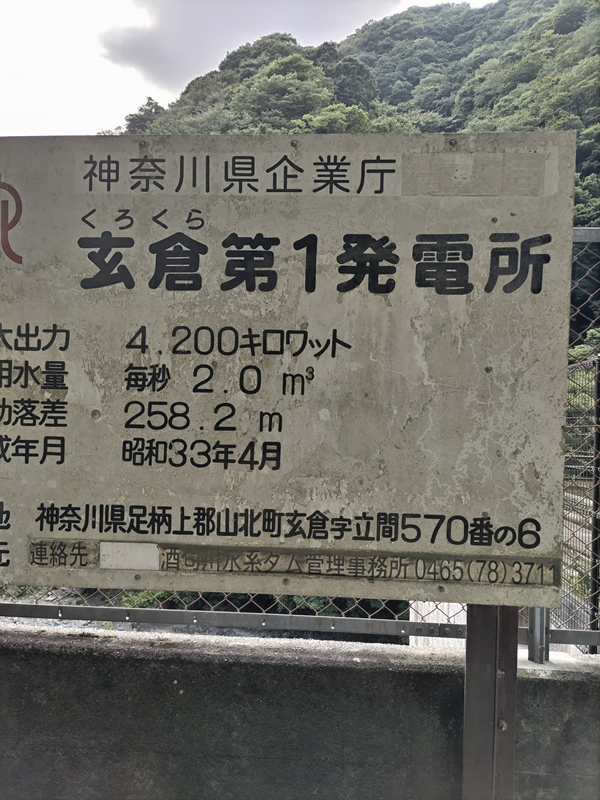 神奈川県企業庁
くろくら
玄倉第1発電所
大出力 4,200キロワット
用水量 毎秒 2.0 m³
効落差 258.2 m
成年月 昭和33年4月
地 神奈川県足柄上郡山北町玄倉字立間570番の6
元 連絡先 酒匂川水系ダム管理事務所 0465(78)3711